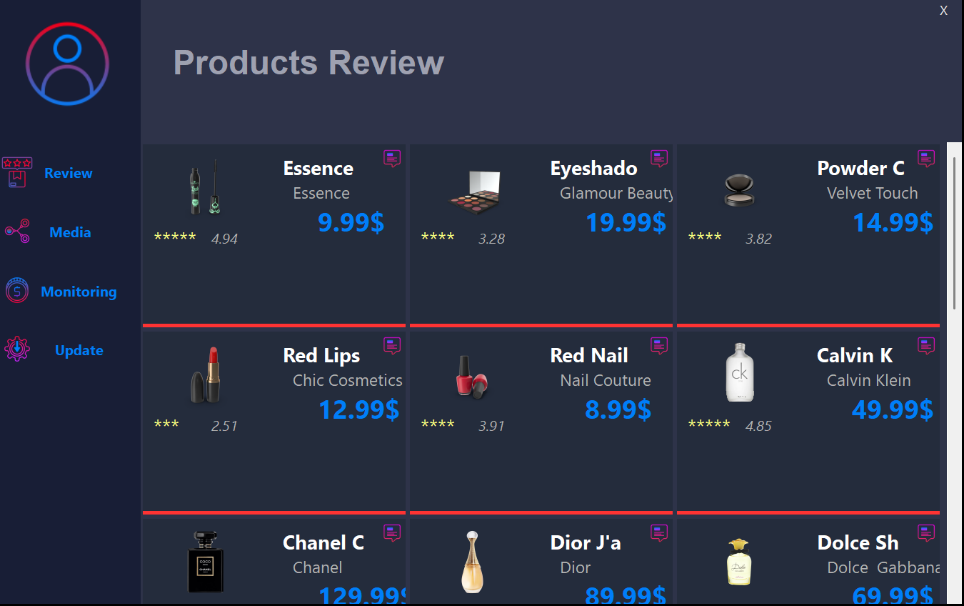 X
Products Review
Review
Media
Monitoring
Update
Essence
Essence
9.99$
***** 4.94
Eyeshado
Glamour Beauty
19.99$
**** 3.28
Powder C
Velvet Touch
14.99$
**** 3.82
Red Lips
Chic Cosmetics
12.99$
*** 2.51
Red Nail
Nail Couture
8.99$
**** 3.91
ck
Calvin K
Calvin Klein
49.99$
***** 4.85
COCO
Chanel C
Chanel
129.99$
Dior J'a
Dior
89.99$
Dolce Sh
Dolce Gabbana
69.99$